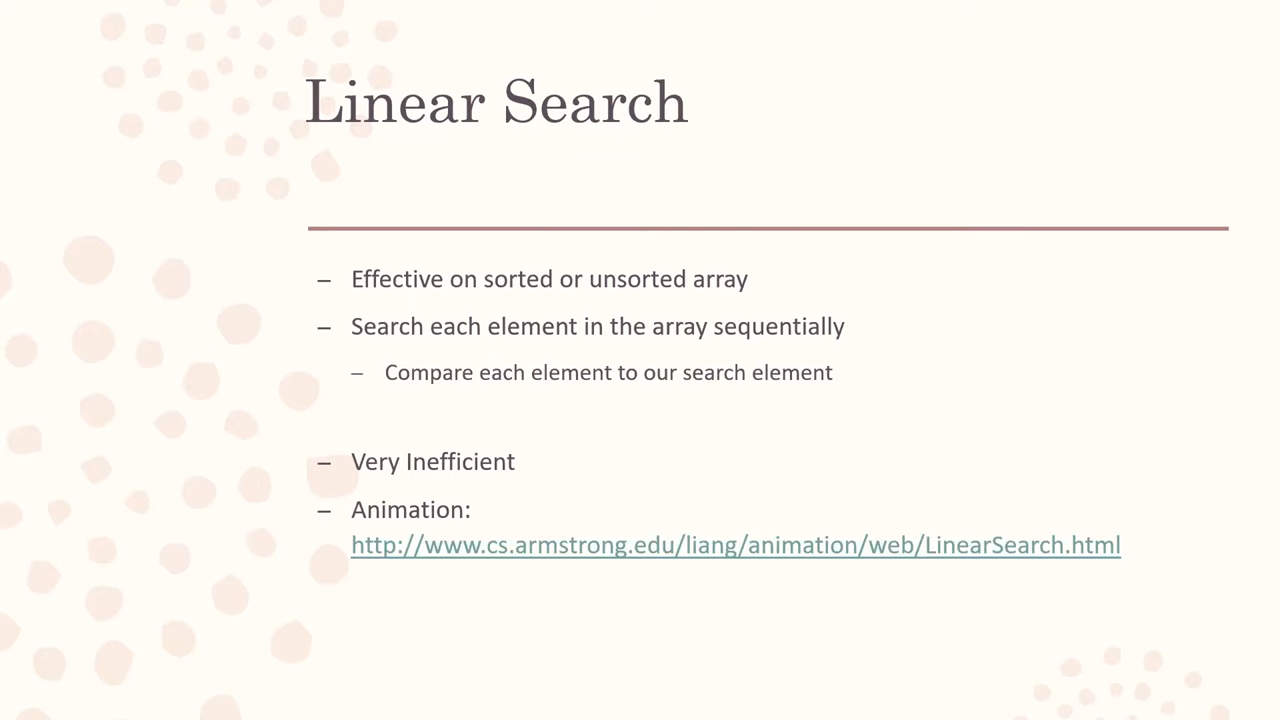 Linear Search
– Effective on sorted or unsorted array
– Search each element in the array sequentially
– Compare each element to our search element
– Very Inefficient
– Animation:
http://www.cs.armstrong.edu/liang/animation/web/LinearSearch.html